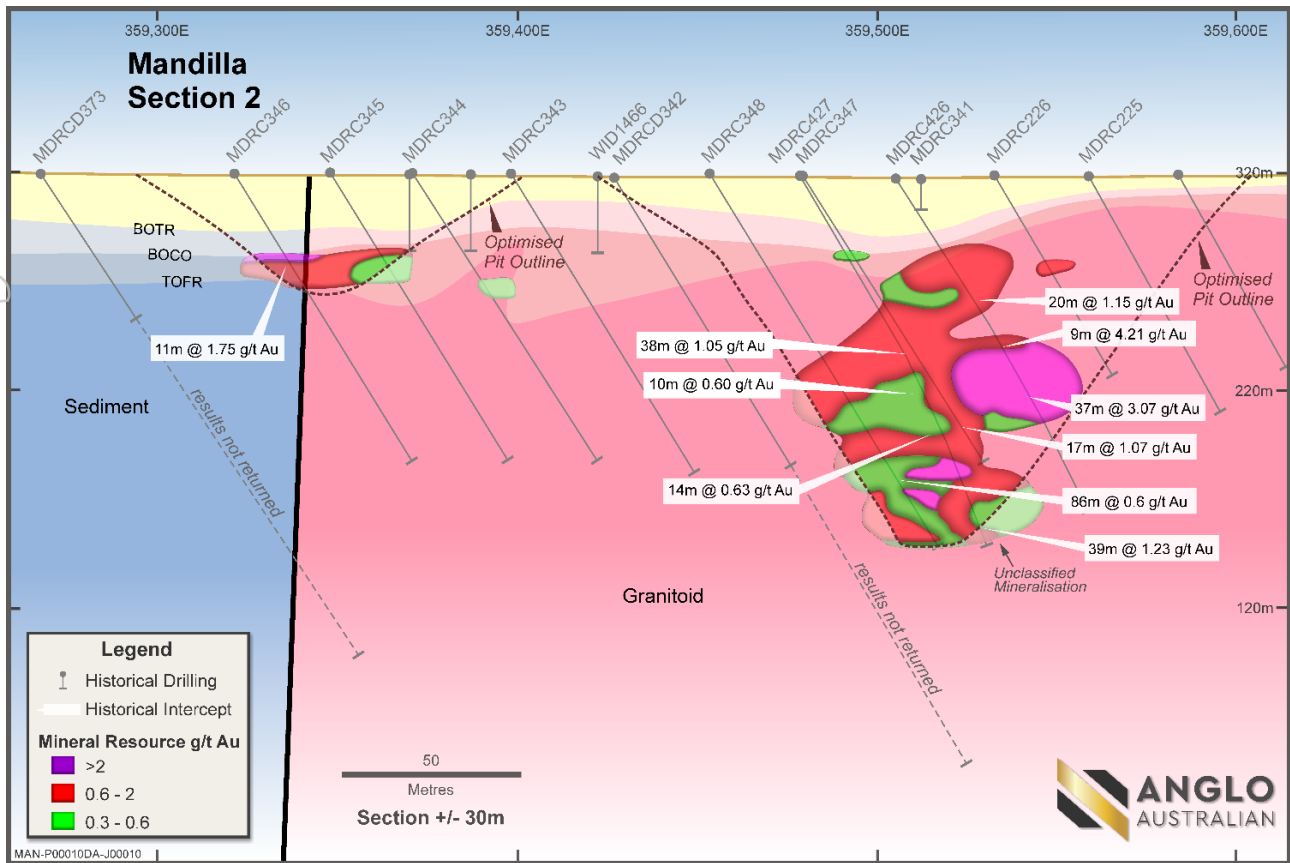 359,300E
359,400E
359,500E
359,600E
Mandilla
Section 2
MDRCD373
MDRC346
MDRC345
MDRC344
MDRC343
WID1466
MDRCD342
MDRC348
MDRC427
MDRC347
MDRC426
MDRC341
MDRC226
MDRC225
320m
BOTR
BOCO
TOFR
Optimised
Pit Outline
Optimised
Pit Outline
20m @ 1.15 g/t Au
9m @ 4.21 g/t Au
11m @ 1.75 g/t Au
38m @ 1.05 g/t Au
10m @ 0.60 g/t Au
220m
Sediment
results not returned
37m @ 3.07 g/t Au
17m @ 1.07 g/t Au
14m @ 0.63 g/t Au
86m @ 0.6 g/t Au
39m @ 1.23 g/t Au
Unclassified
Mineralisation
Granitoid
results not returned
120m
Legend
Historical Drilling
Historical Intercept
Mineral Resource g/t Au
>2
0.6 - 2
0.3 - 0.6
50
Metres
Section +/- 30m
ANGLO
AUSTRALIAN
MAN-P00010DA-J00010